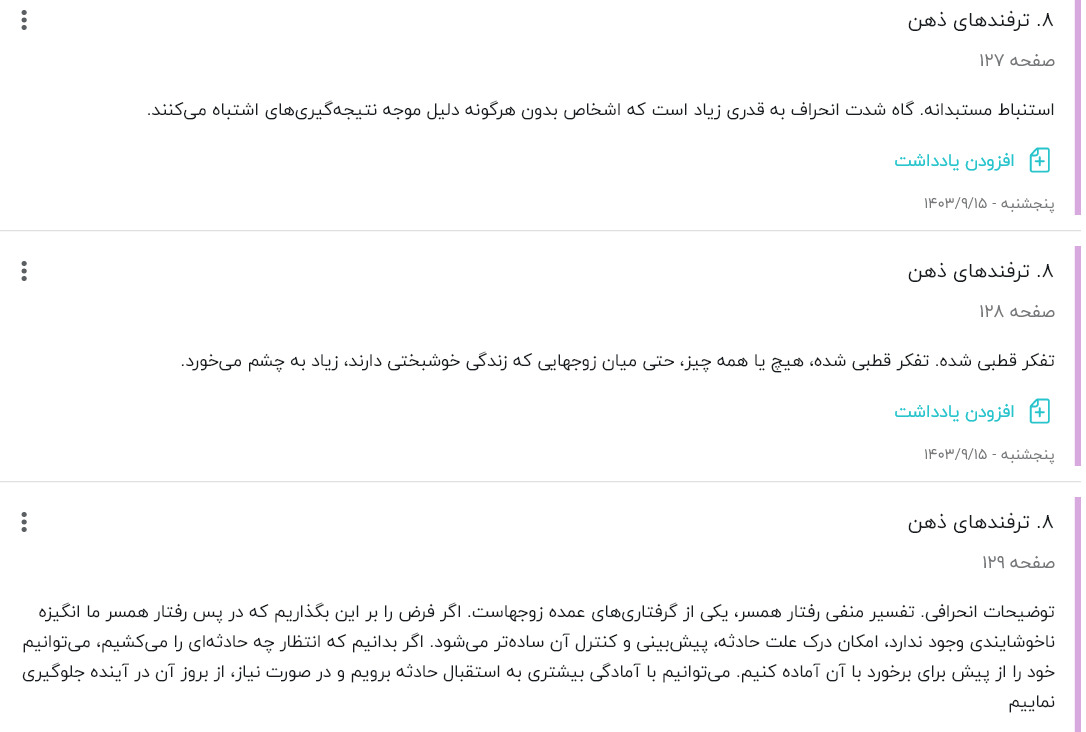 ۸. ترفندهای ذهن
صفحه ۱۲۷
استنباط مستبدانه. گاه شدت انحراف به قدری زیاد است که اشخاص بدون هرگونه دلیل موجه نتیجه‌گیری‌های اشتباه می‌کنند.
افزودن یادداشت
پنجشنبه - ۱۴۰۳/۹/۱۵
۸. ترفندهای ذهن
صفحه ۱۲۸
تفکر قطبی شده. تفکر قطبی شده، هیچ یا همه چیز، حتی میان زوجهایی که زندگی خوشبختی دارند، زیاد به چشم می‌خورد.
افزودن یادداشت
پنجشنبه - ۱۴۰۳/۹/۱۵
۸. ترفندهای ذهن
صفحه ۱۲۹
توضیحات انحرافی. تفسیر منفی رفتار همسر، یکی از گرفتاری‌های عمده زوجهاست. اگر فرض را بر این بگذاریم که در پس رفتار همسر ما انگیزه
ناخوشایندی وجود ندارد، امکان درک علت حادثه، پیش‌بینی و کنترل آن ساده‌تر می‌شود. اگر بدانیم که انتظار چه حادثه‌ای را می‌کشیم، می‌توانیم
خود را از پیش برای برخورد با آن آماده کنیم. می‌توانیم با آمادگی بیشتری به استقبال حادثه برویم و در صورت نیاز، از بروز آن در آینده جلوگیری
نماییم